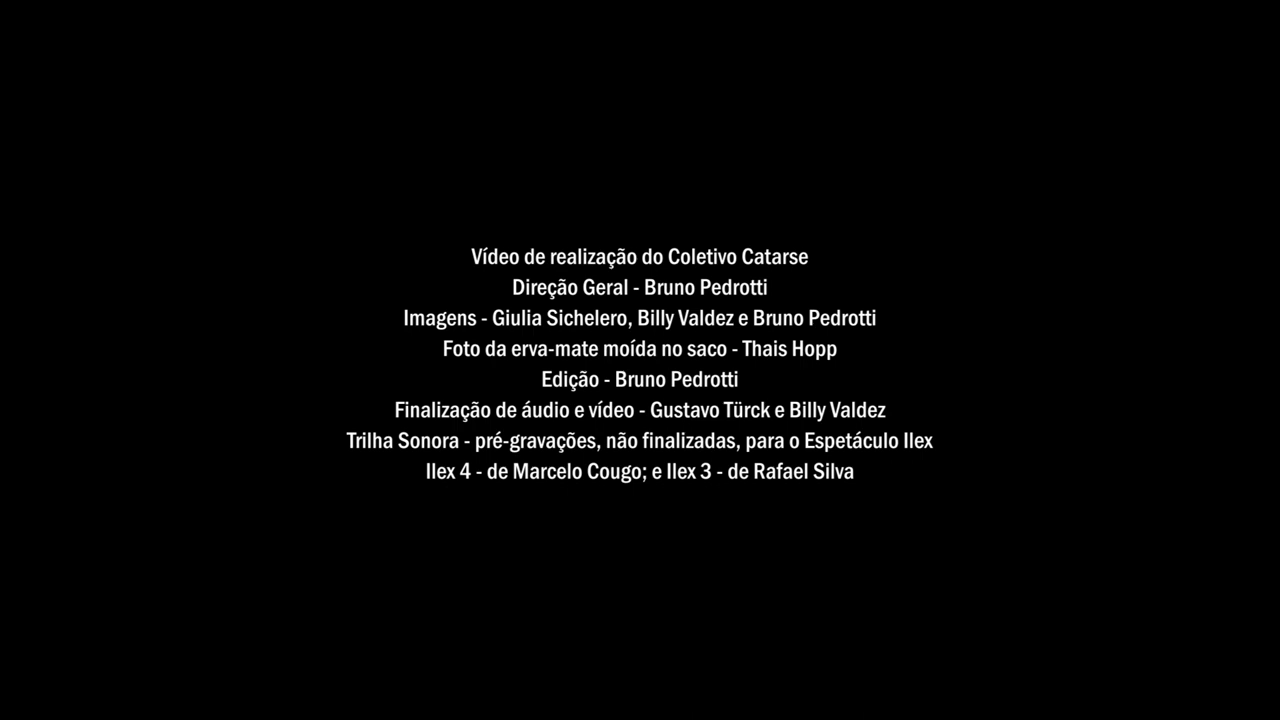 Vídeo de realização do Coletivo Catarse
Direção Geral - Bruno Pedrotti
Imagens - Giulia Sichelero, Billy Valdez e Bruno Pedrotti
Foto da erva-mate moída no saco - Thais Hopp
Edição - Bruno Pedrotti
Finalização de áudio e vídeo - Gustavo Türck e Billy Valdez
Trilha Sonora - pré-gravações, não finalizadas, para o Espetáculo Ilex
Ilex 4 - de Marcelo Cougo; e Ilex 3 - de Rafael Silva